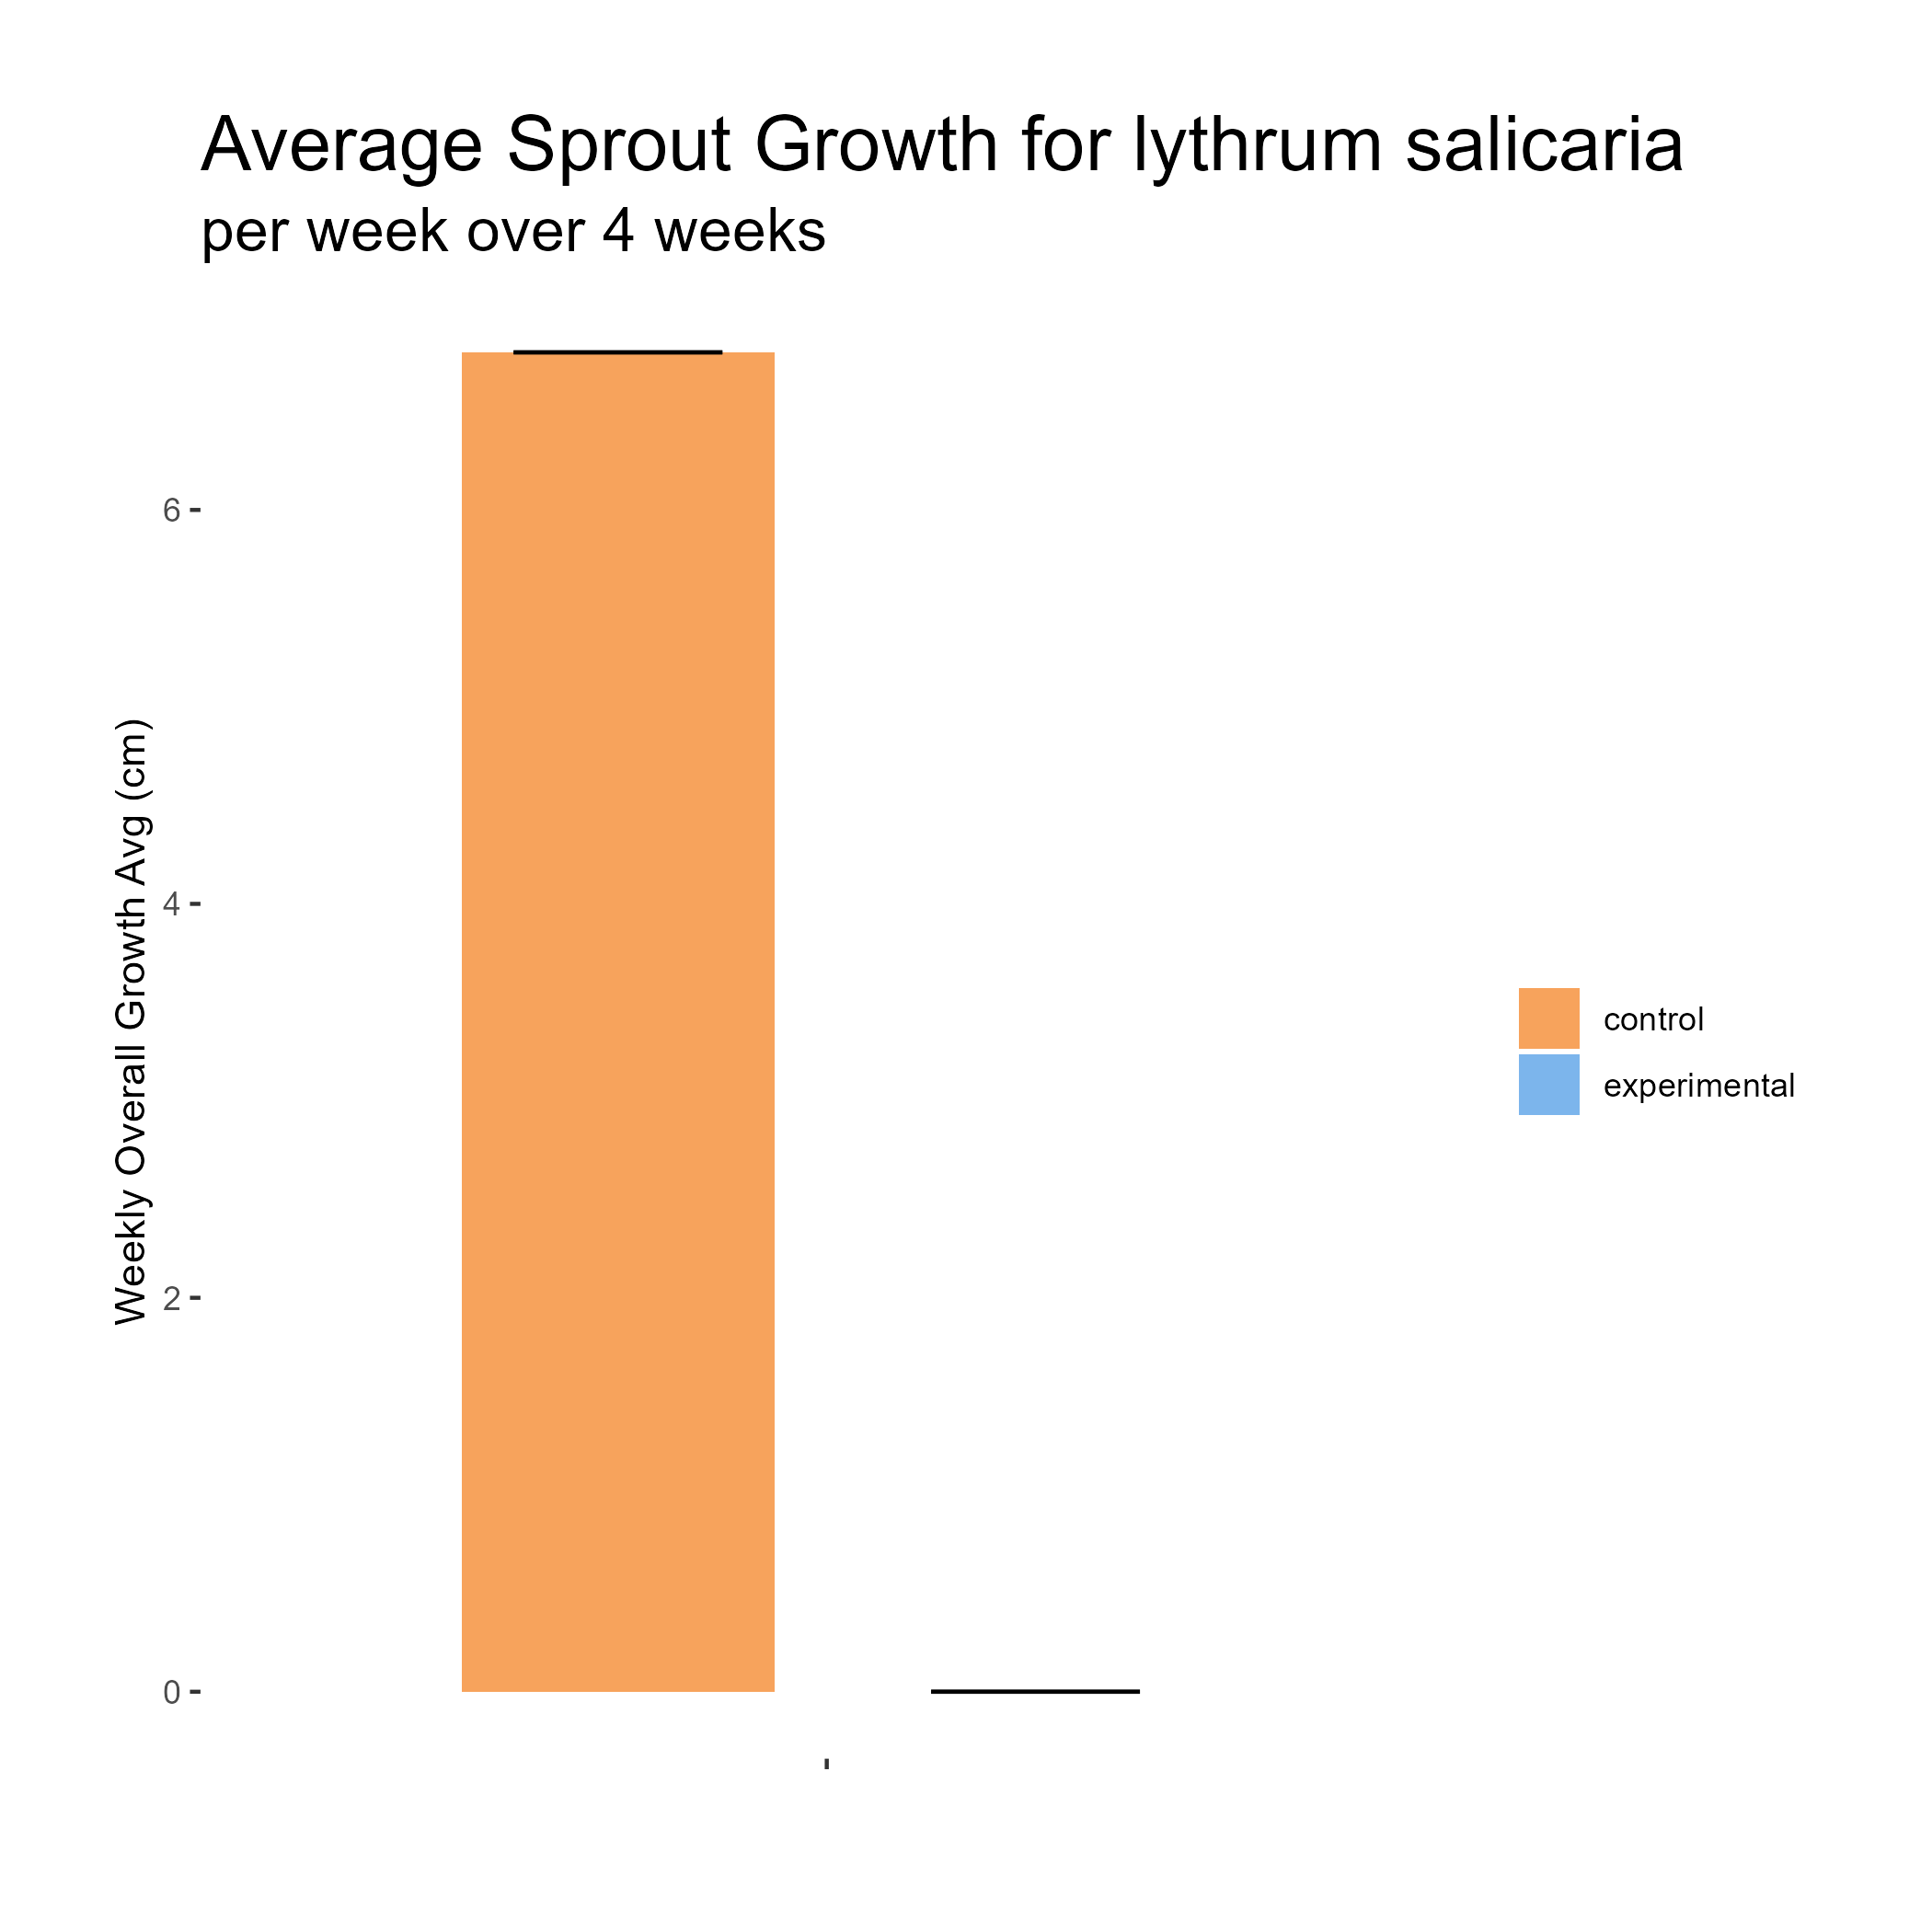 Average Sprout Growth for lythrum salicaria
per week over 4 weeks
Weekly Overall Growth Avg (cm)
6
4
2
0
control
experimental